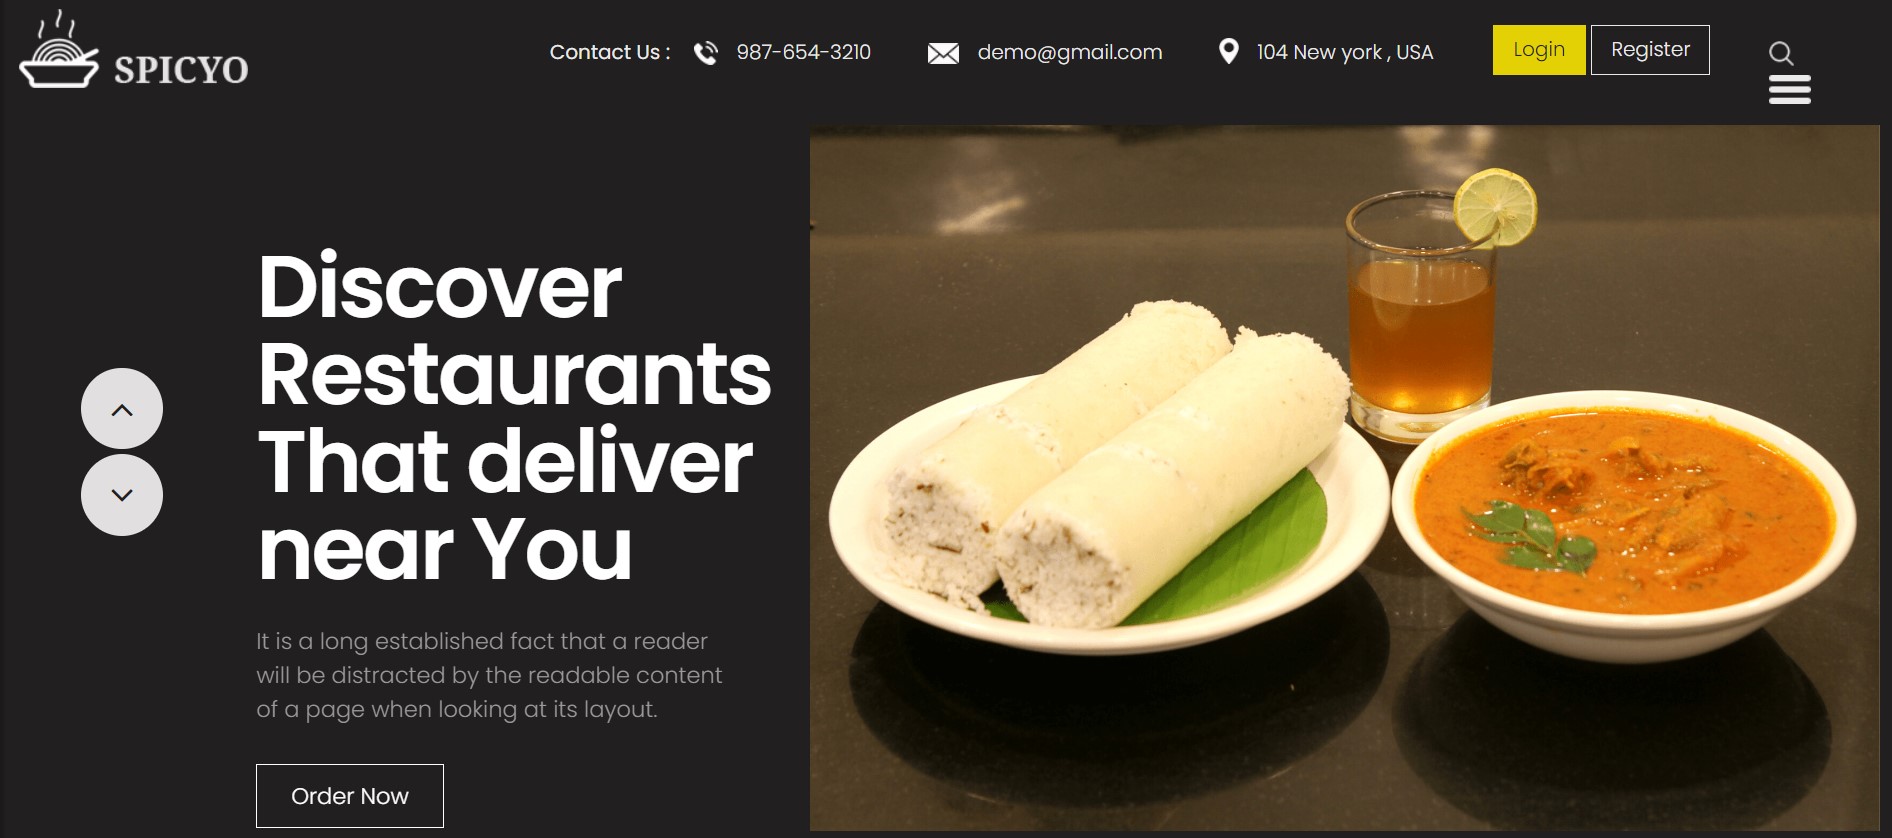 SPICYO
Contact Us : 987-654-3210 demo@gmail.com 104 New york , USA Login Register
Discover
Restaurants
That deliver
near You
It is a long established fact that a reader
will be distracted by the readable content
of a page when looking at its layout.
Order Now